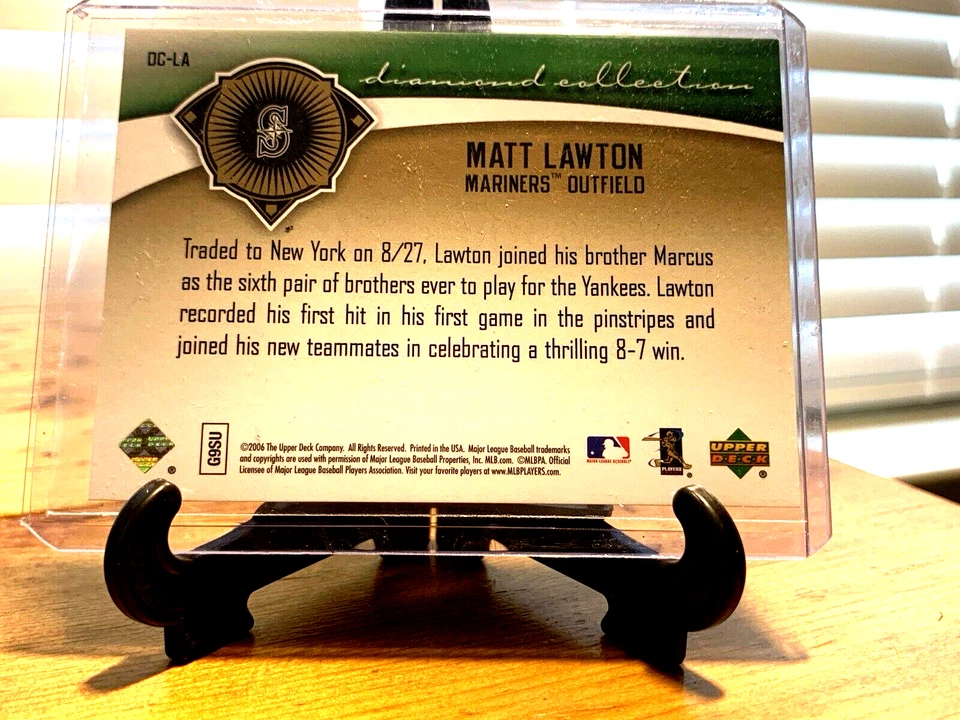 DC-LA
diamond collection
S
MATT LAWTON
MARINERS™ OUTFIELD
Traded to New York on 8/27, Lawton joined his brother Marcus
as the sixth pair of brothers ever to play for the Yankees. Lawton
recorded his first hit in his first game in the pinstripes and
joined his new teammates in celebrating a thrilling 8-7 win.
G9SU
©2006 The Upper Deck Company. All Rights Reserved. Printed in the USA. Major League Baseball trademarks
and copyrights are used with permission of Major League Baseball Properties, Inc. MLB.com. ©MLBPA. Official
Licensee of Major League Baseball Players Association. Visit your favorite players at www.MLBPLAYERS.com.
MAJOR LEAGUE BASEBALL
PLAYERS
UPPER
DECK
®